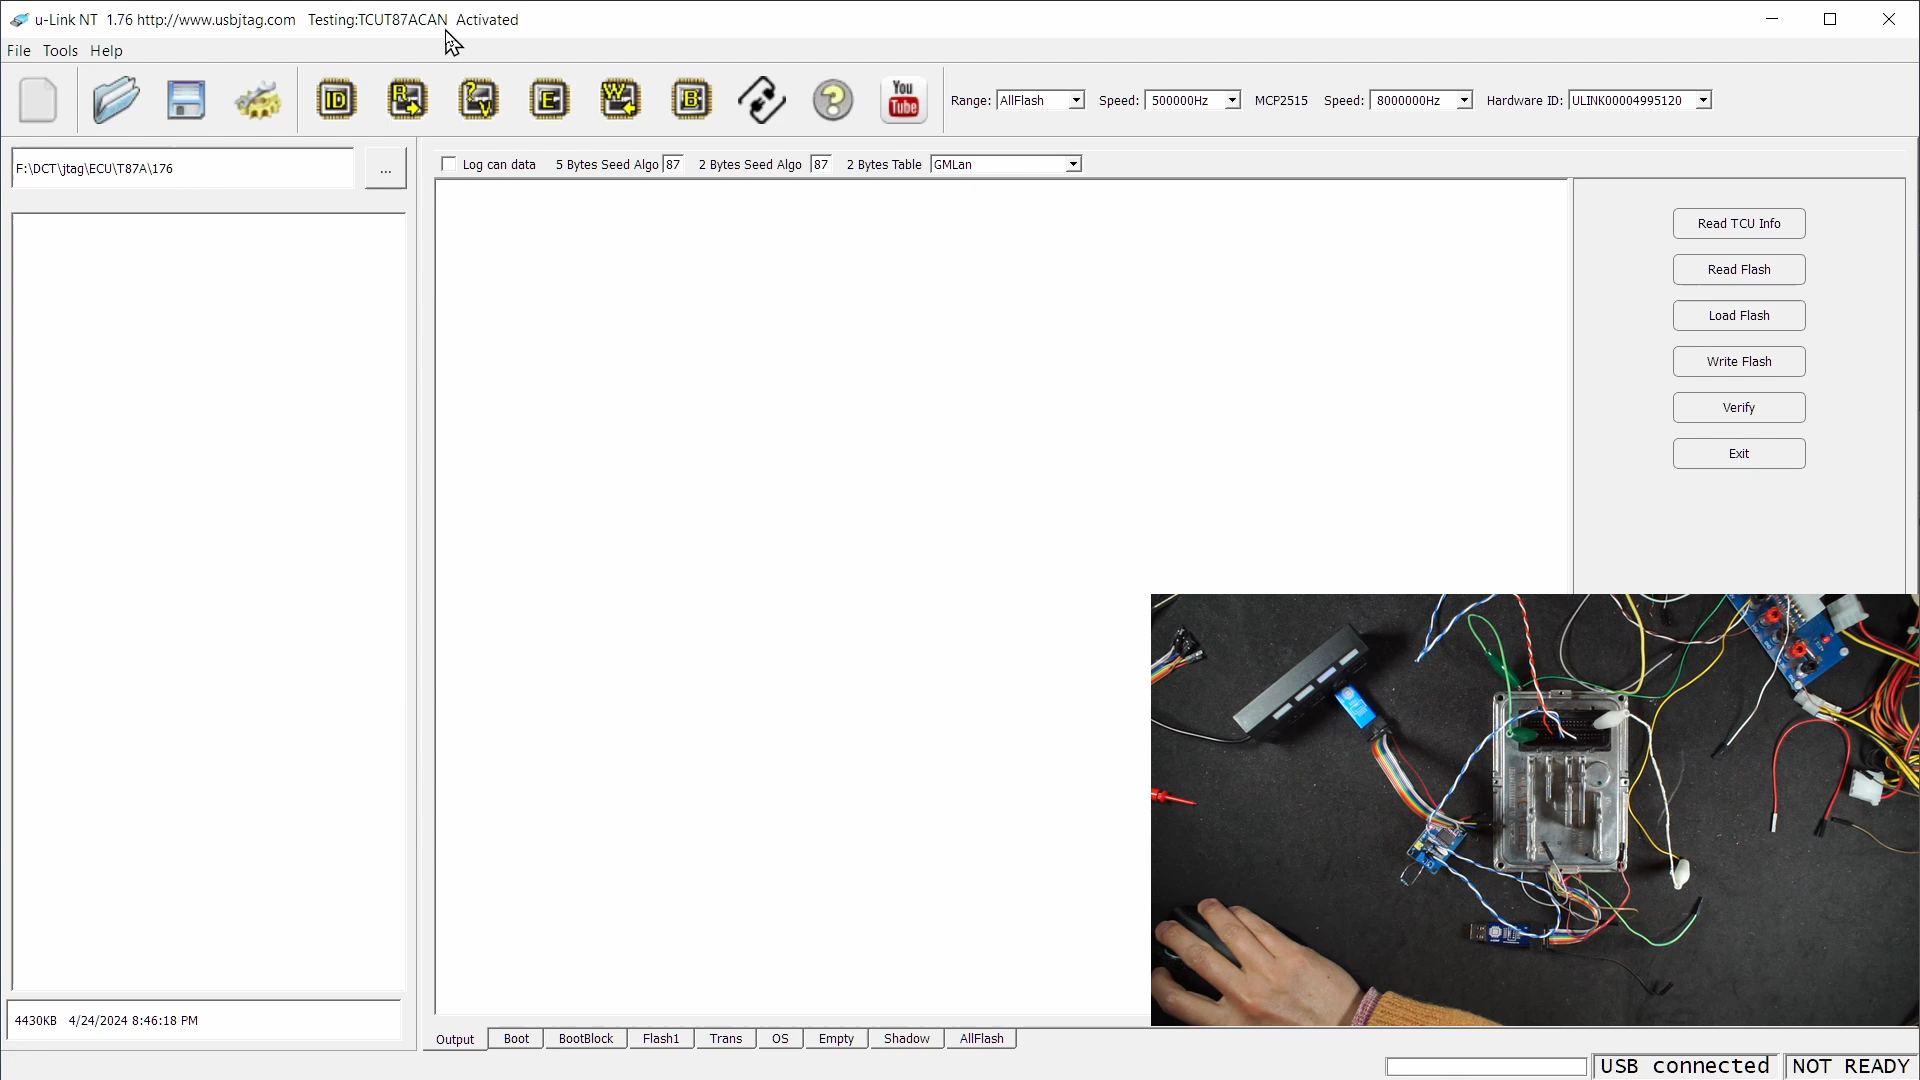 u-Link NT 1.76 http://www.usbjtag.com Testing:TCUT87ACAN Activated
File Tools Help
ID R ? V E W B ? You Tube Range: AllFlash Speed: 500000Hz MCP2515 Speed: 8000000Hz Hardware ID: ULINK00004995120
F:\DCT\jtag\ECU\T87A\176 ...
Log can data 5 Bytes Seed Algo 87 2 Bytes Seed Algo 87 2 Bytes Table GMLan
Read TCU Info
Read Flash
Load Flash
Write Flash
Verify
Exit
4430KB 4/24/2024 8:46:18 PM
Output Boot BootBlock Flash1 Trans OS Empty Shadow AllFlash
USB connected NOT READY